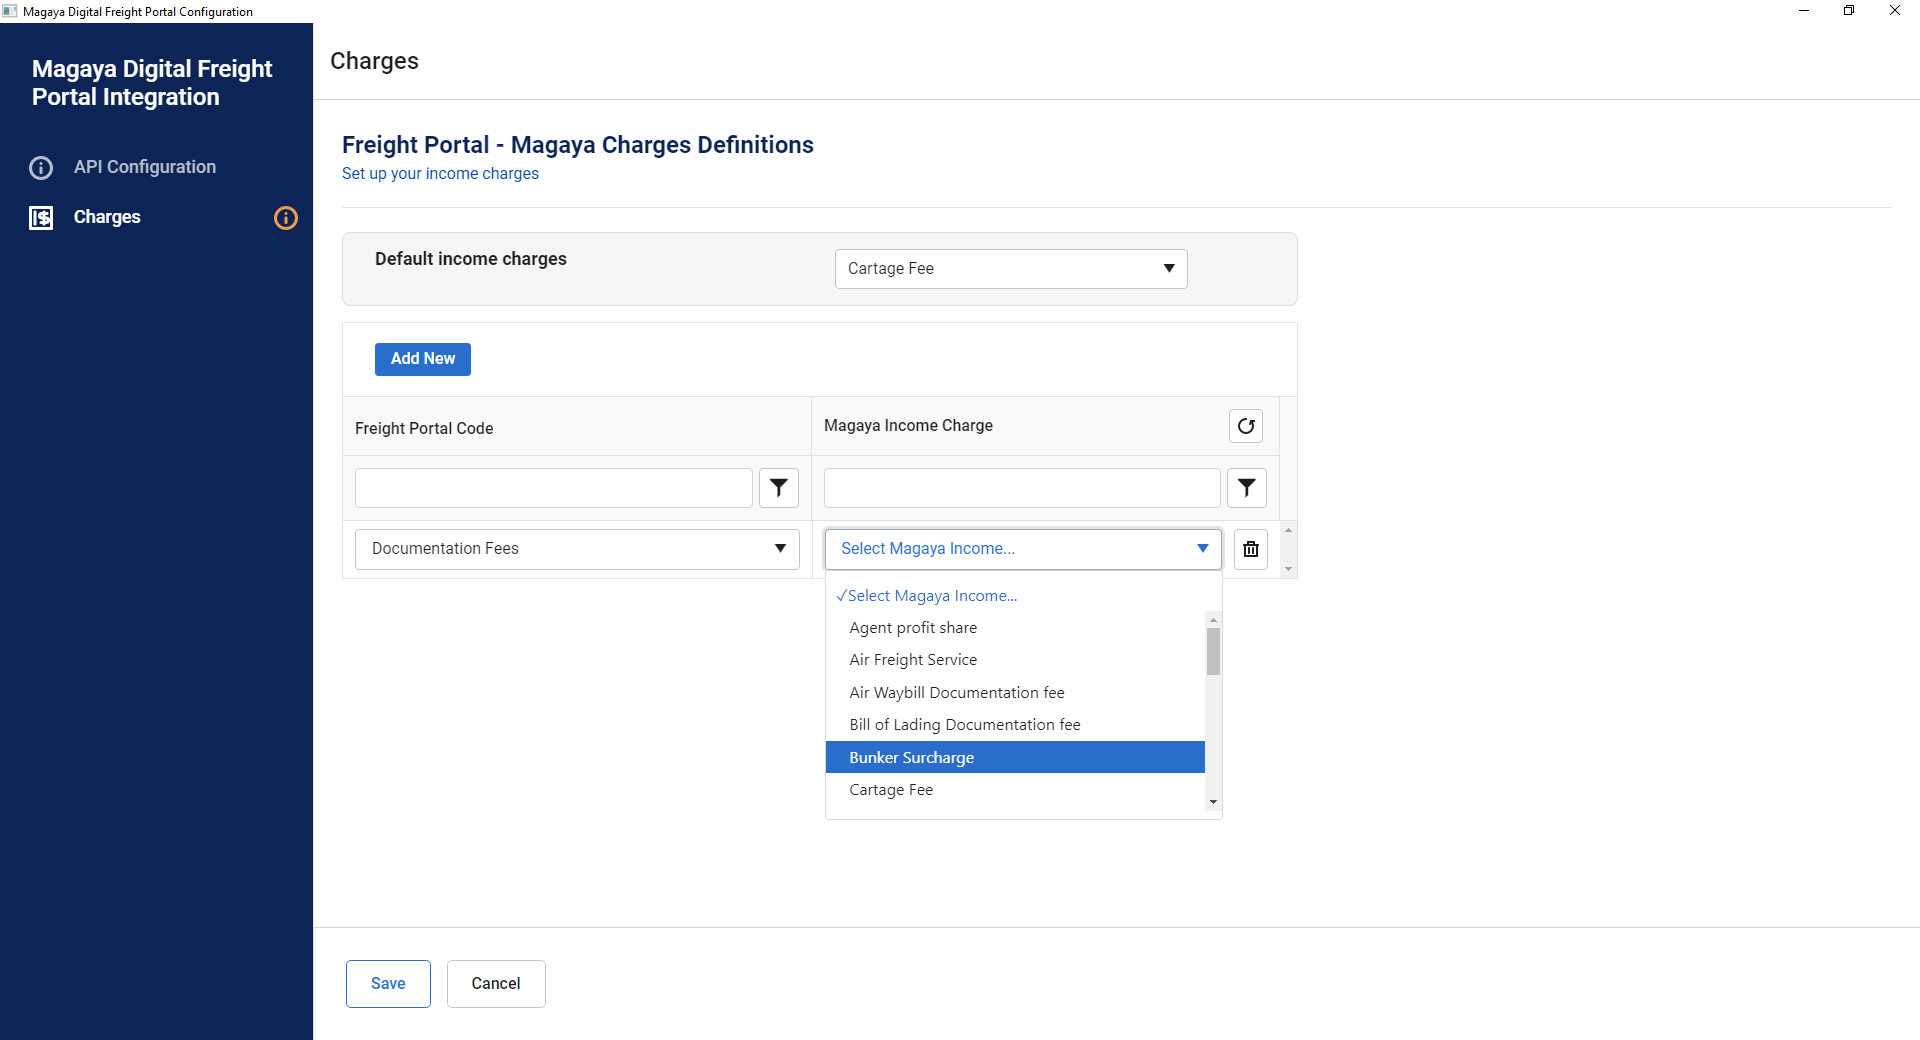 Magaya Digital Freight Portal Configuration
Magaya Digital Freight
Portal Integration
API Configuration
Charges
Charges
Freight Portal - Magaya Charges Definitions
Set up your income charges
Default income charges
Cartage Fee
Add New
Freight Portal Code
Magaya Income Charge
Documentation Fees
Select Magaya Income...
✓Select Magaya Income...
Agent profit share
Air Freight Service
Air Waybill Documentation fee
Bill of Lading Documentation fee
Bunker Surcharge
Cartage Fee
Save
Cancel